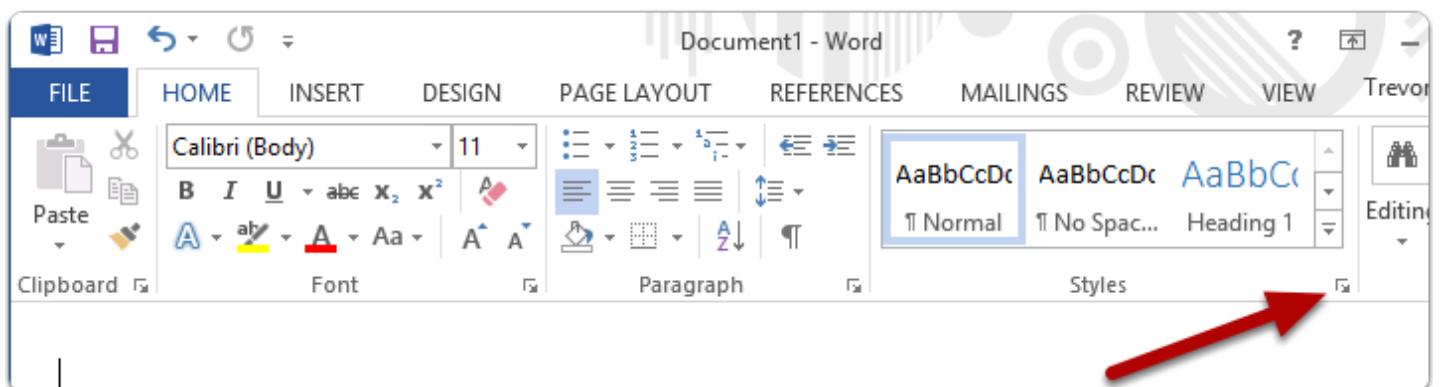 Document1 - Word ?
FILE HOME INSERT DESIGN PAGE LAYOUT REFERENCES MAILINGS REVIEW VIEW Trevor
Calibri (Body) 11
B I U abc X₂ X² 
AaBbCcDc AaBbCcDc AaBbCc
Paste
A ab A Aa A A A Z ¶
¶ Normal ¶ No Spac... Heading 1 Editing
Clipboard Font Paragraph Styles